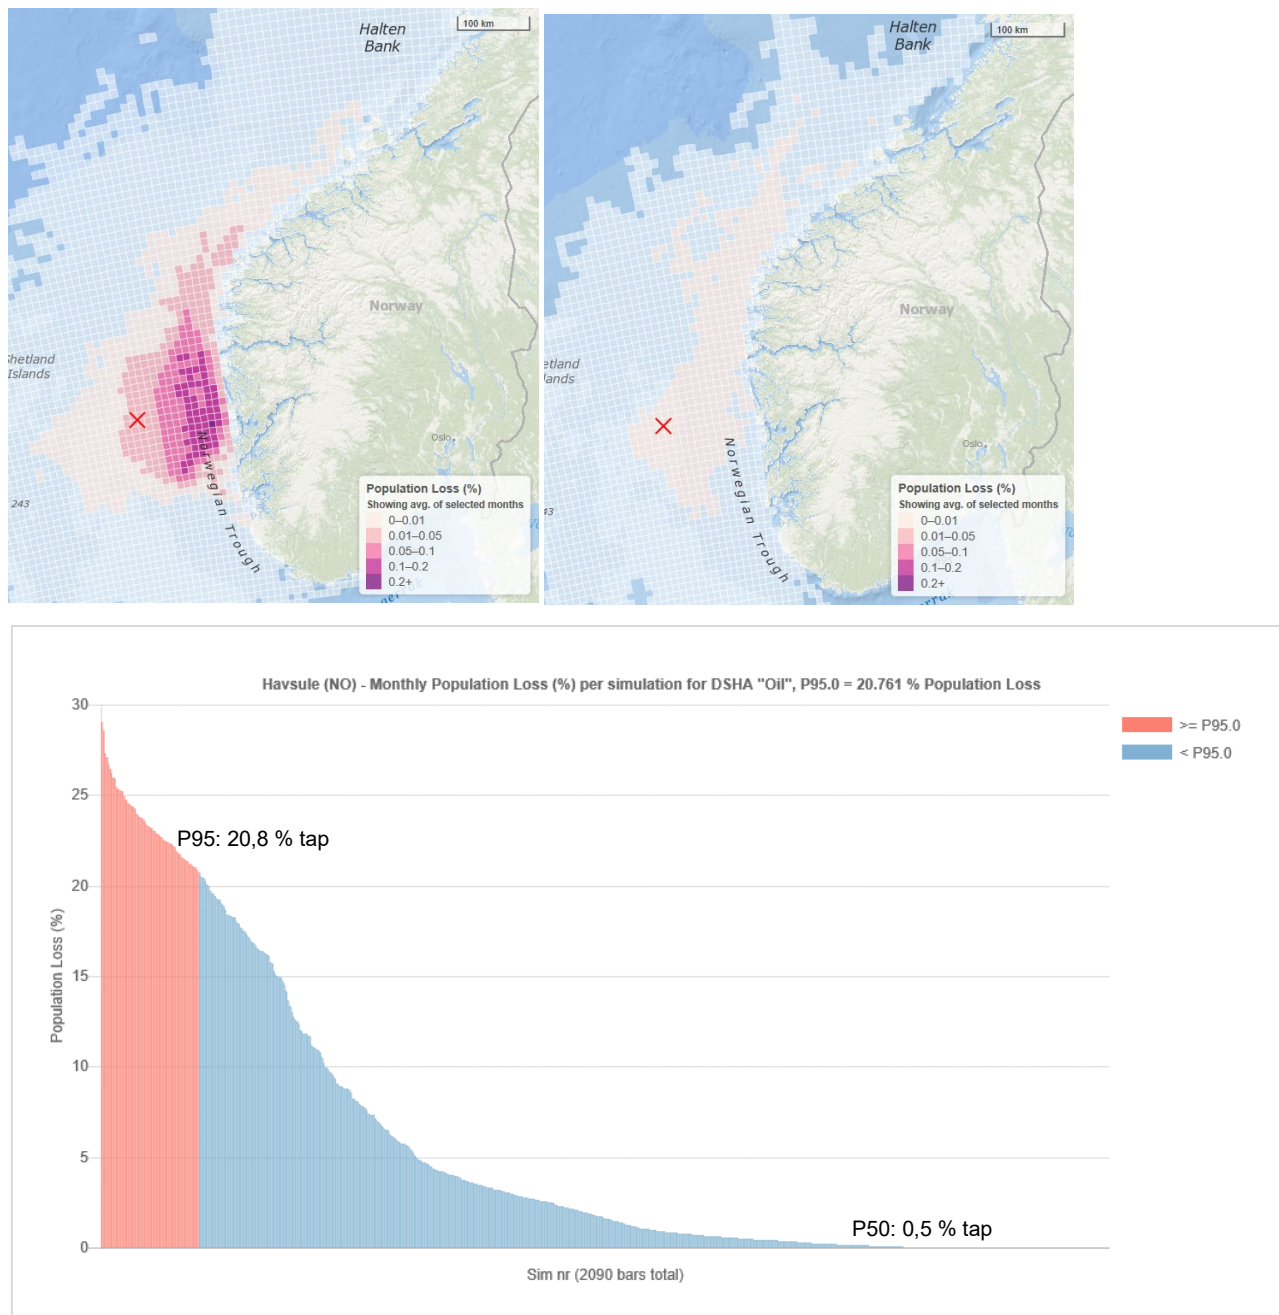 100 km
Halten
Bank
Shetland
Islands
Norway
Oslo
243
Norwegian Trough
Population Loss (%)
Showing avg. of selected months
0–0.01
0.01–0.05
0.05–0.1
0.1–0.2
0.2+
100 km
Halten
Bank
etland
lands
Norway
Oslo
43
Norwegian Trough
Population Loss (%)
Showing avg. of selected months
0–0.01
0.01–0.05
0.05–0.1
0.1–0.2
0.2+
Havsule (NO) - Monthly Population Loss (%) per simulation for DSHA "Oil", P95.0 = 20.761 % Population Loss
30
25
20
15
10
5
0
Population Loss (%)
>= P95.0
< P95.0
P95: 20,8 % tap
P50: 0,5 % tap
Sim nr (2090 bars total)